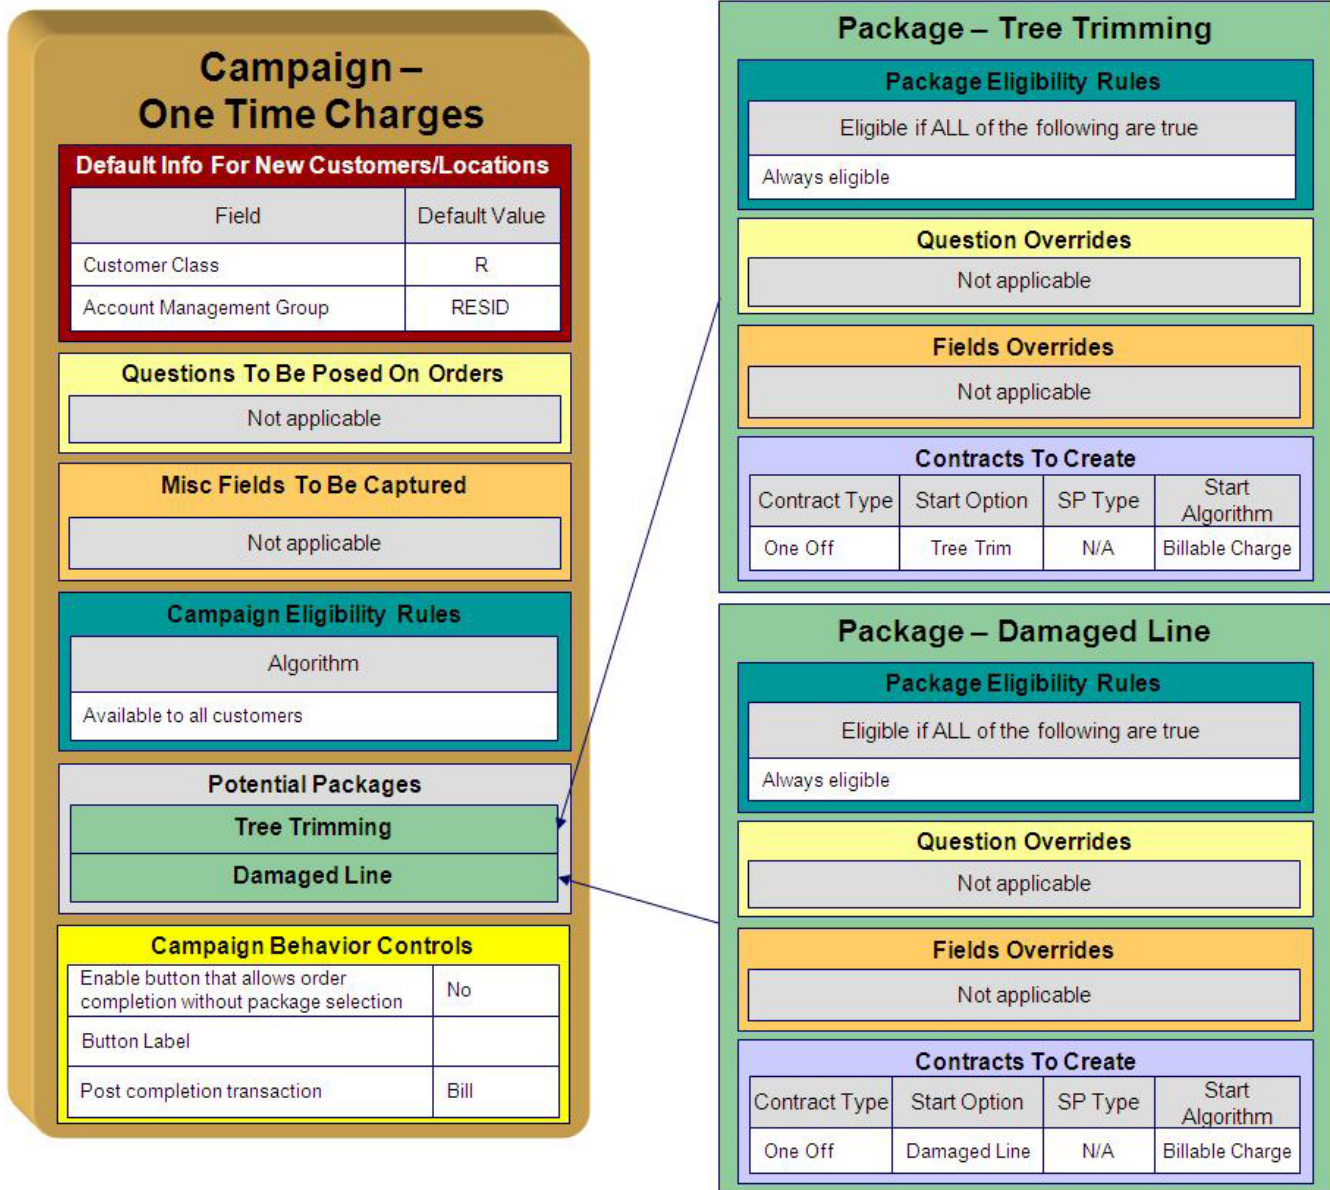 Campaign –
One Time Charges
Default Info For New Customers/Locations
Field Default Value
Customer Class R
Account Management Group RESID
Questions To Be Posed On Orders
Not applicable
Misc Fields To Be Captured
Not applicable
Campaign Eligibility Rules
Algorithm
Available to all customers
Potential Packages
Tree Trimming
Damaged Line
Campaign Behavior Controls
Enable button that allows order
completion without package selection No
Button Label
Post completion transaction Bill
Package – Tree Trimming
Package Eligibility Rules
Eligible if ALL of the following are true
Always eligible
Question Overrides
Not applicable
Fields Overrides
Not applicable
Contracts To Create
Contract Type Start Option SP Type Start
Algorithm
One Off Tree Trim N/A Billable Charge
Package – Damaged Line
Package Eligibility Rules
Eligible if ALL of the following are true
Always eligible
Question Overrides
Not applicable
Fields Overrides
Not applicable
Contracts To Create
Contract Type Start Option SP Type Start
Algorithm
One Off Damaged Line N/A Billable Charge